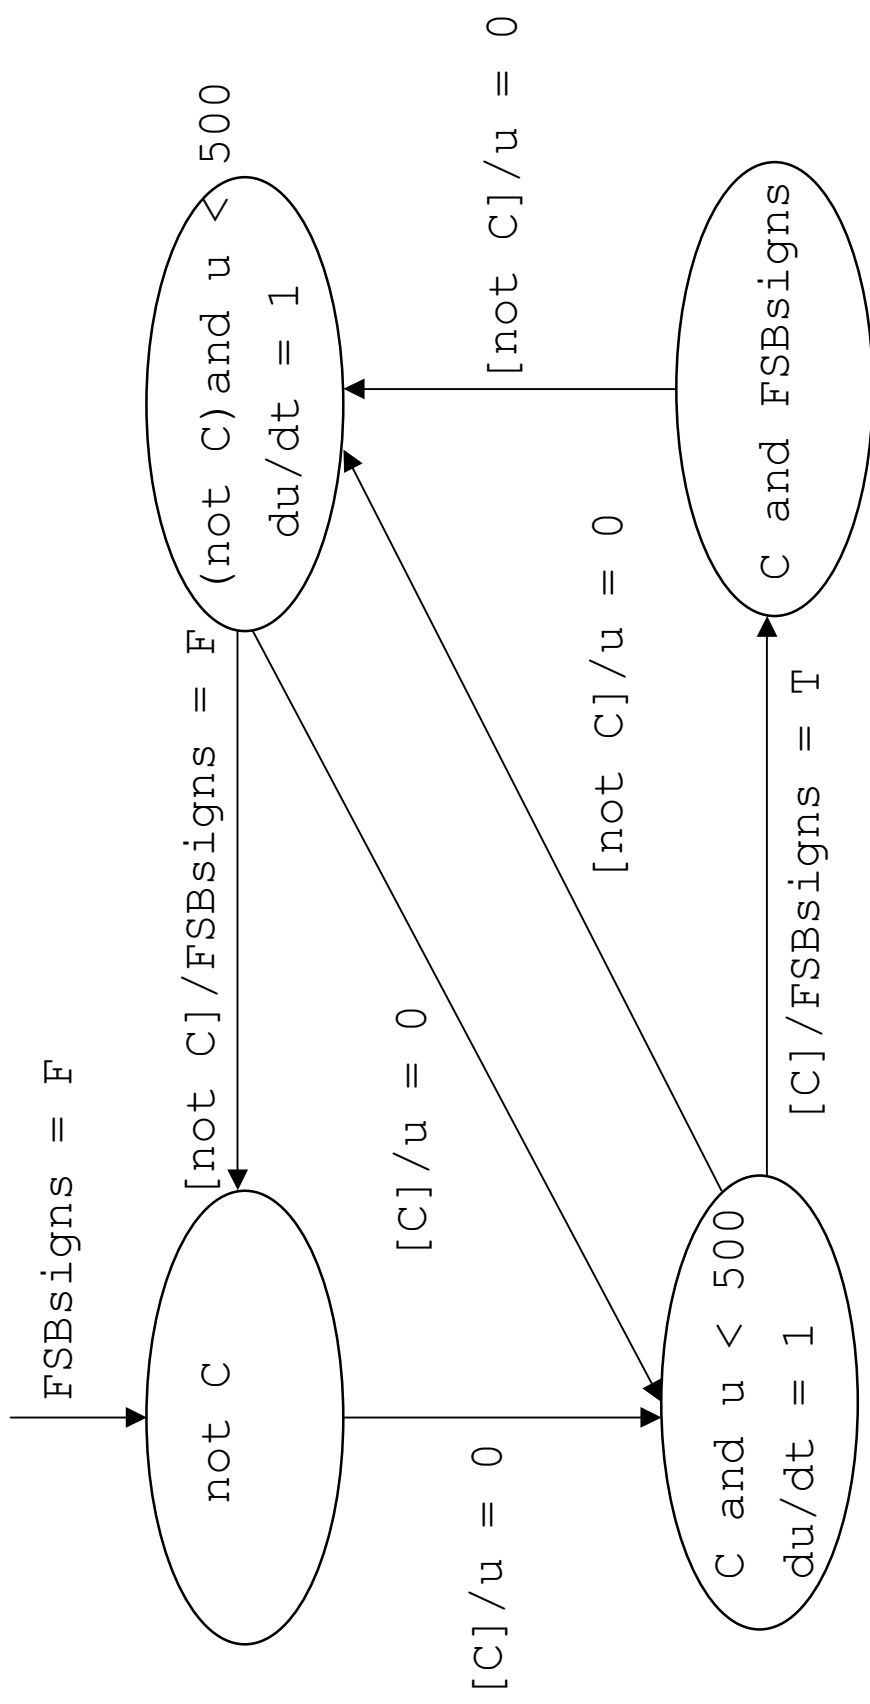 FSBsigns = F
not C
[not C]/FSBsigns = F
(not C)and u < 500
du/dt = 1
[C]/u = 0
[C]/u = 0
[not C]/u = 0
[not C]/u = 0
C and u < 500
du/dt = 1
[C]/FSBsigns = T
C and FSBsigns